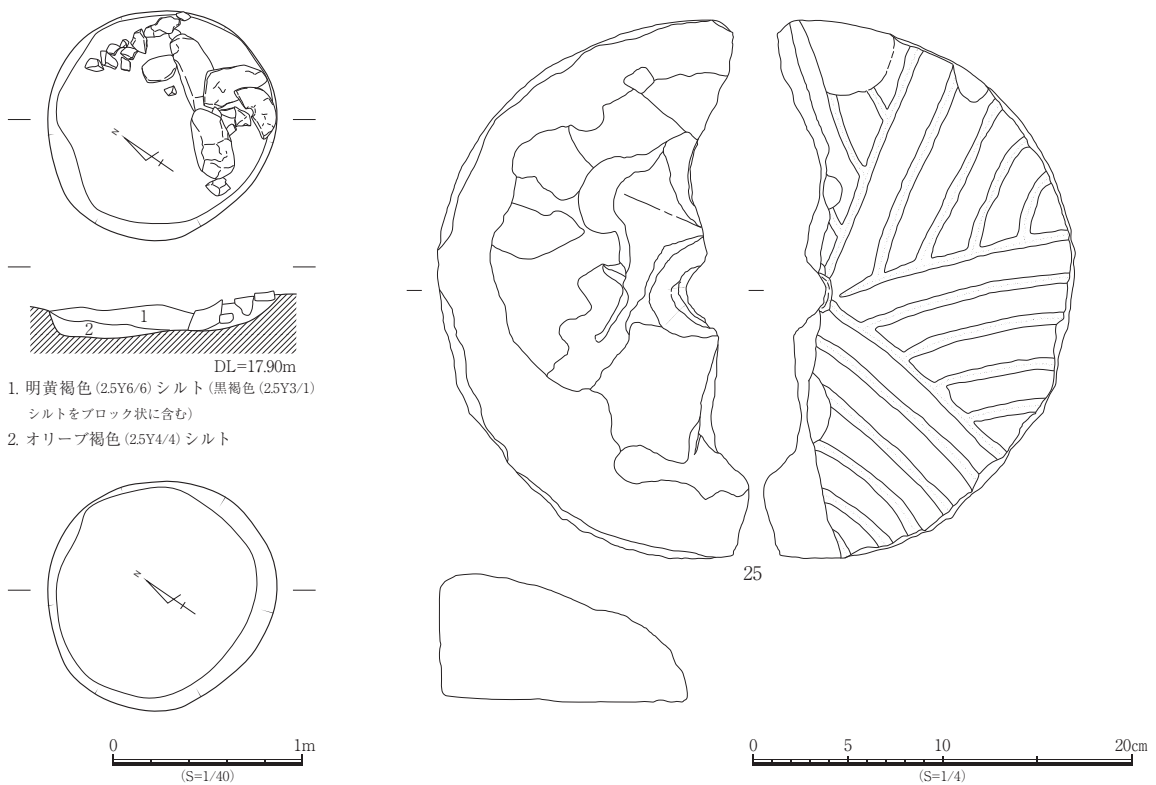 N
1
2
DL=17.90m
1. 明黄褐色(2.5Y6/6)シルト(黒褐色(2.5Y3/1)
シルトをブロック状に含む)
2. オリーブ褐色(2.5Y4/4)シルト
N
0 1m
(S=1/40)
25
0 5 10 20cm
(S=1/4)